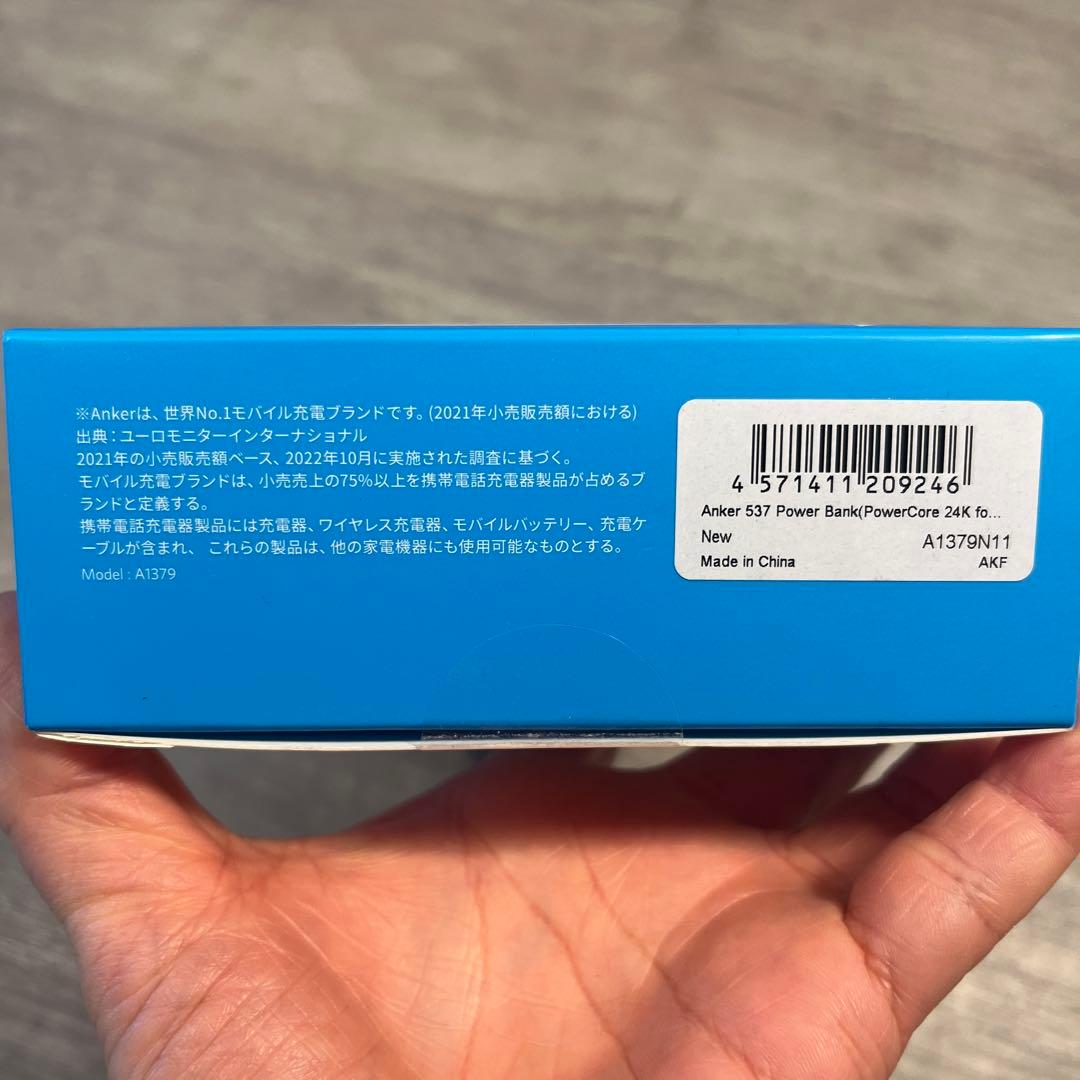 ※Ankerは、世界No.1モバイル充電ブランドです。(2021年小売販売額における)
出典：ユーロモニターインターナショナル
2021年の小売販売額ベース、2022年10月に実施された調査に基づく。
モバイル充電ブランドは、小売売上の75%以上を携帯電話充電器製品が占めるブ
ランドと定義する。
携帯電話充電器製品には充電器、ワイヤレス充電器、モバイルバッテリー、充電ケ
ーブルが含まれ、 これらの製品は、他の家電機器にも使用可能なものとする。
Model : A1379
4 571411 209246
Anker 537 Power Bank(PowerCore 24K fo...
New
A1379N11
Made in China
AKF